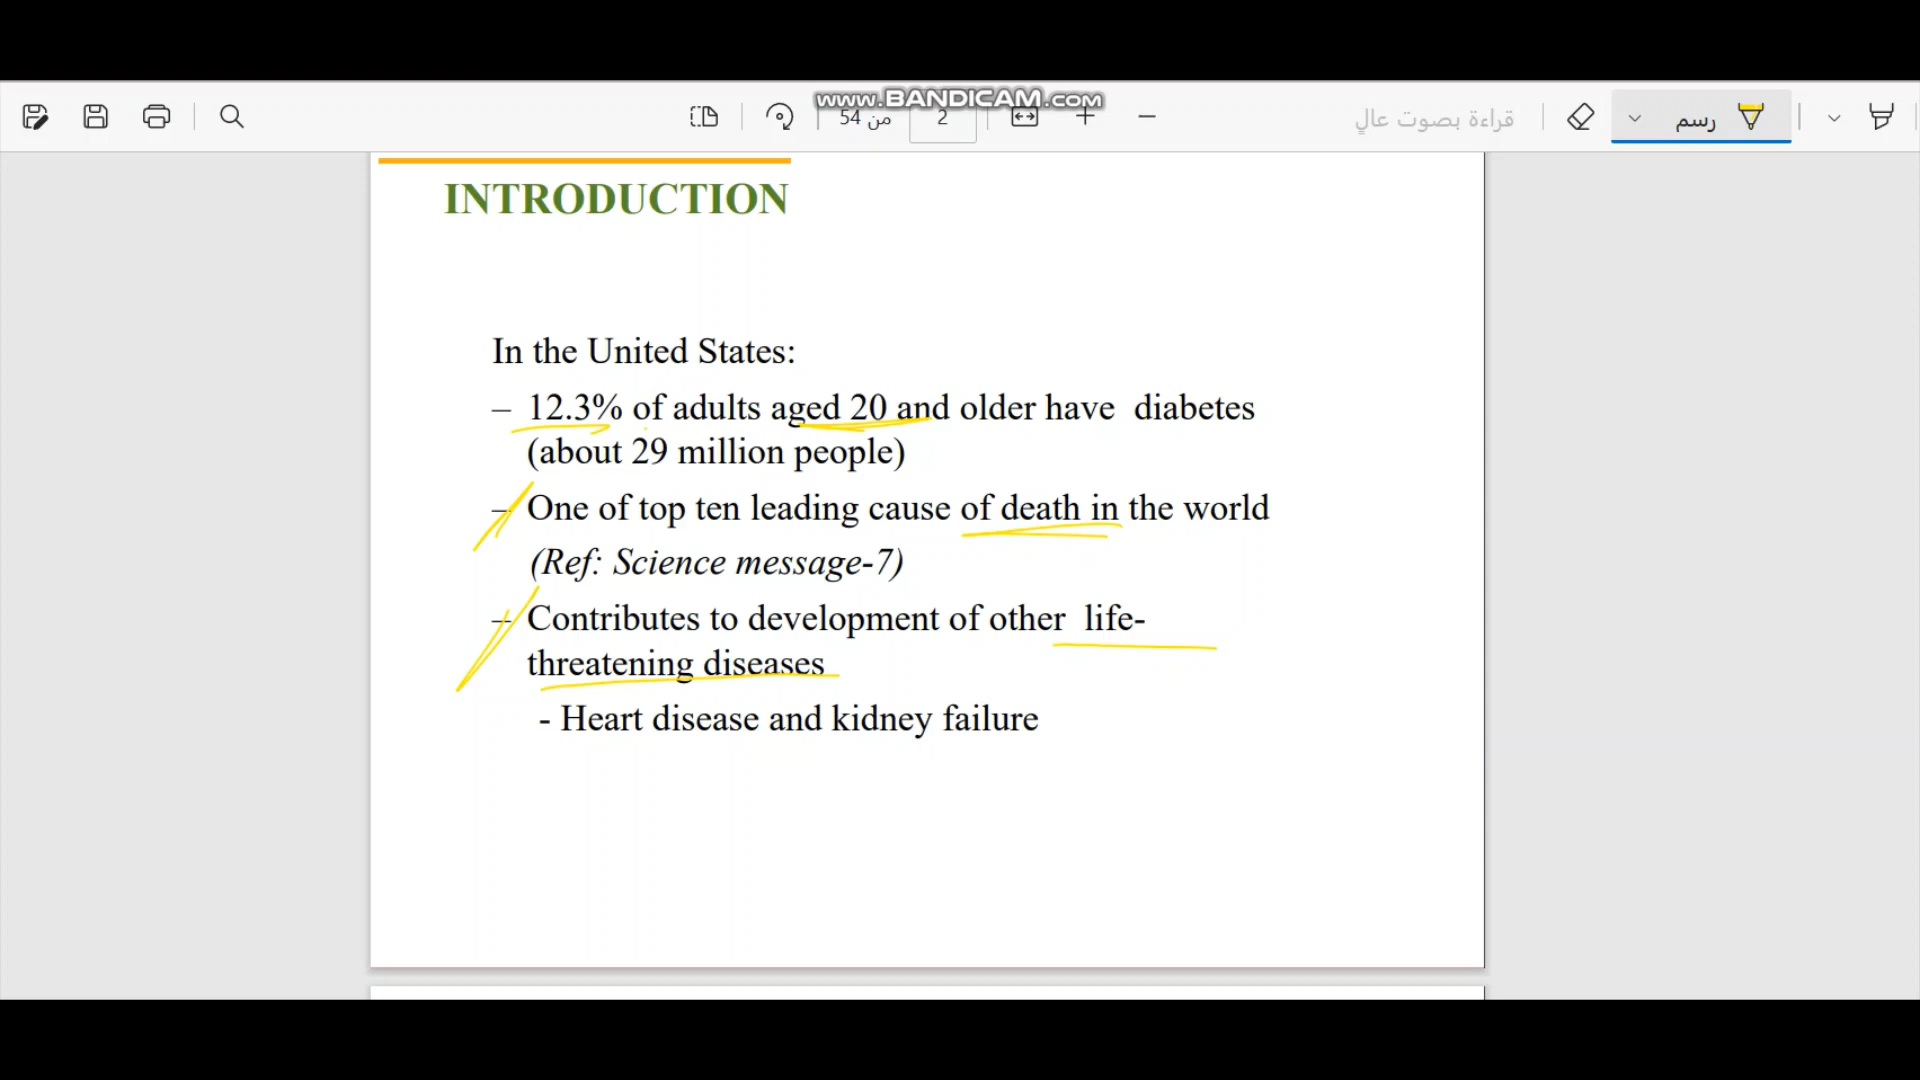 www.BANDICAM.com
54 من 2
قراءة بصوت عالٍ
رسم
INTRODUCTION
In the United States:
– 12.3% of adults aged 20 and older have diabetes
(about 29 million people)
– One of top ten leading cause of death in the world
(Ref: Science message-7)
– Contributes to development of other life-
threatening diseases
- Heart disease and kidney failure